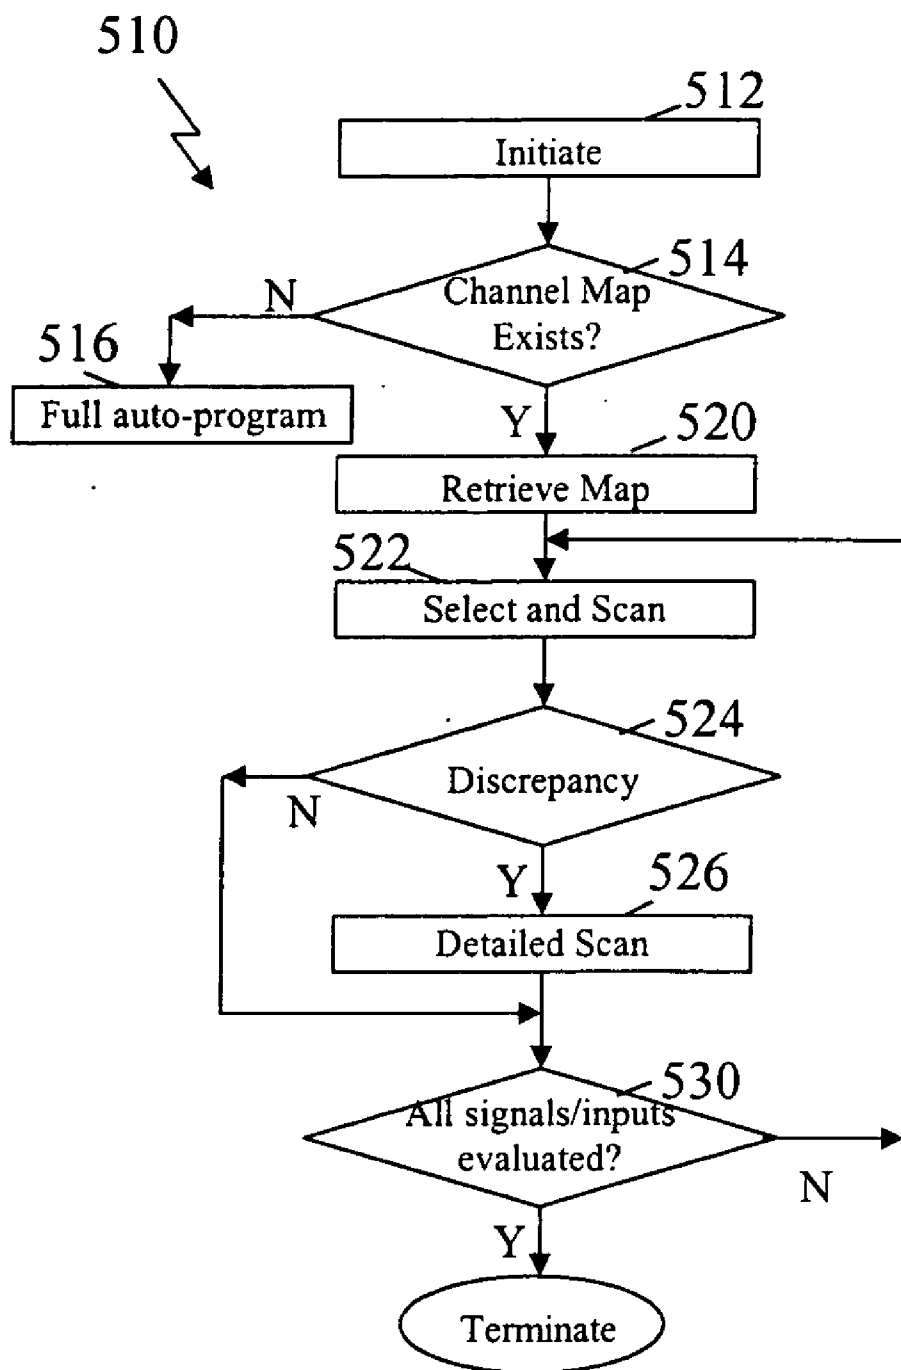 510
512
Initiate
514
Channel Map
Exists?
N
516
Full auto-program
Y
520
Retrieve Map
522
Select and Scan
524
Discrepancy
N
Y
526
Detailed Scan
530
All signals/inputs
evaluated?
N
Y
Terminate